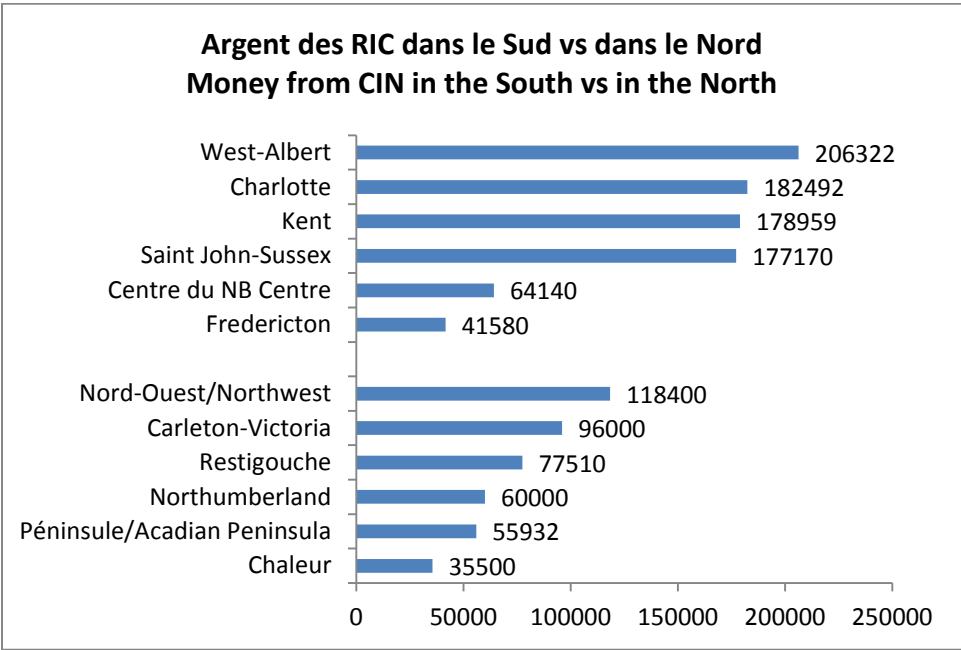 Argent des RIC dans le Sud vs dans le Nord
Money from CIN in the South vs in the North
West-Albert 206322
Charlotte 182492
Kent 178959
Saint John-Sussex 177170
Centre du NB Centre 64140
Fredericton 41580
Nord-Ouest/Northwest 118400
Carleton-Victoria 96000
Restigouche 77510
Northumberland 60000
Péninsule/Acadian Peninsula 55932
Chaleur 35500
0 50000 100000 150000 200000 250000